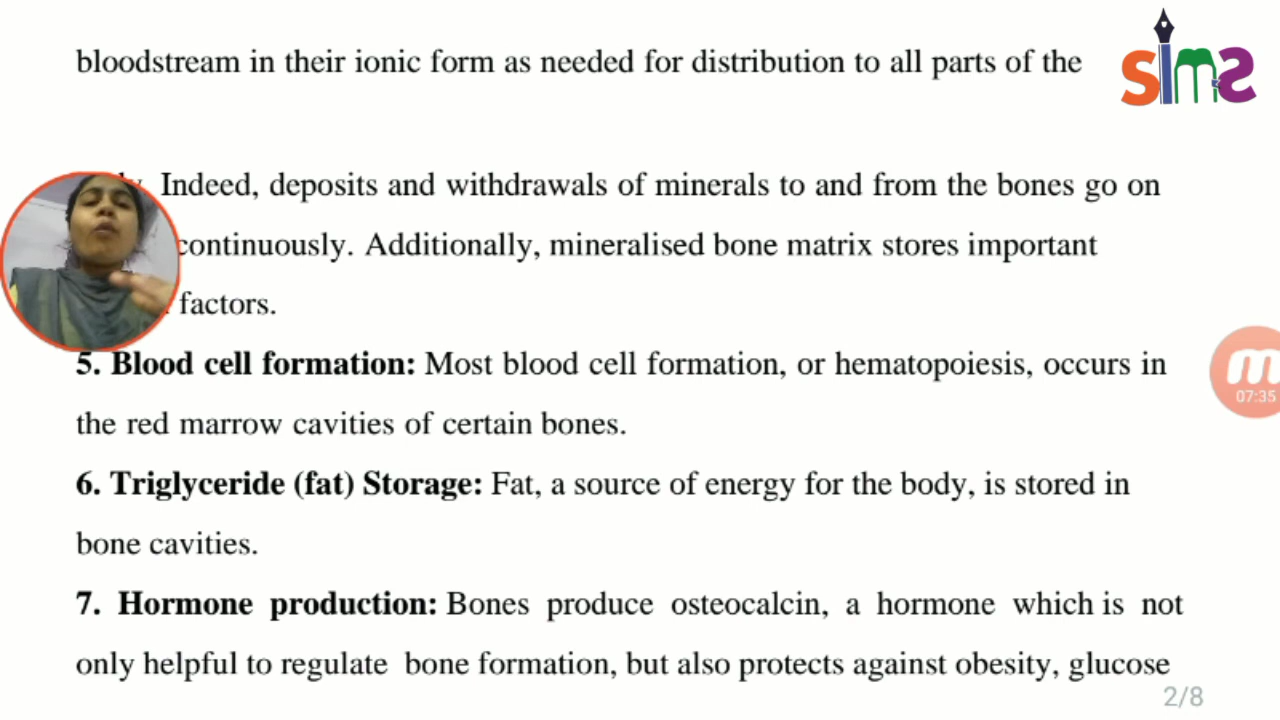 bloodstream in their ionic form as needed for distribution to all parts of the
sims
Indeed, deposits and withdrawals of minerals to and from the bones go on
continuously. Additionally, mineralised bone matrix stores important
factors.
5. Blood cell formation: Most blood cell formation, or hematopoiesis, occurs in
the red marrow cavities of certain bones.
6. Triglyceride (fat) Storage: Fat, a source of energy for the body, is stored in
bone cavities.
7. Hormone production: Bones produce osteocalcin, a hormone which is not
only helpful to regulate bone formation, but also protects against obesity, glucose
07:35
2/8